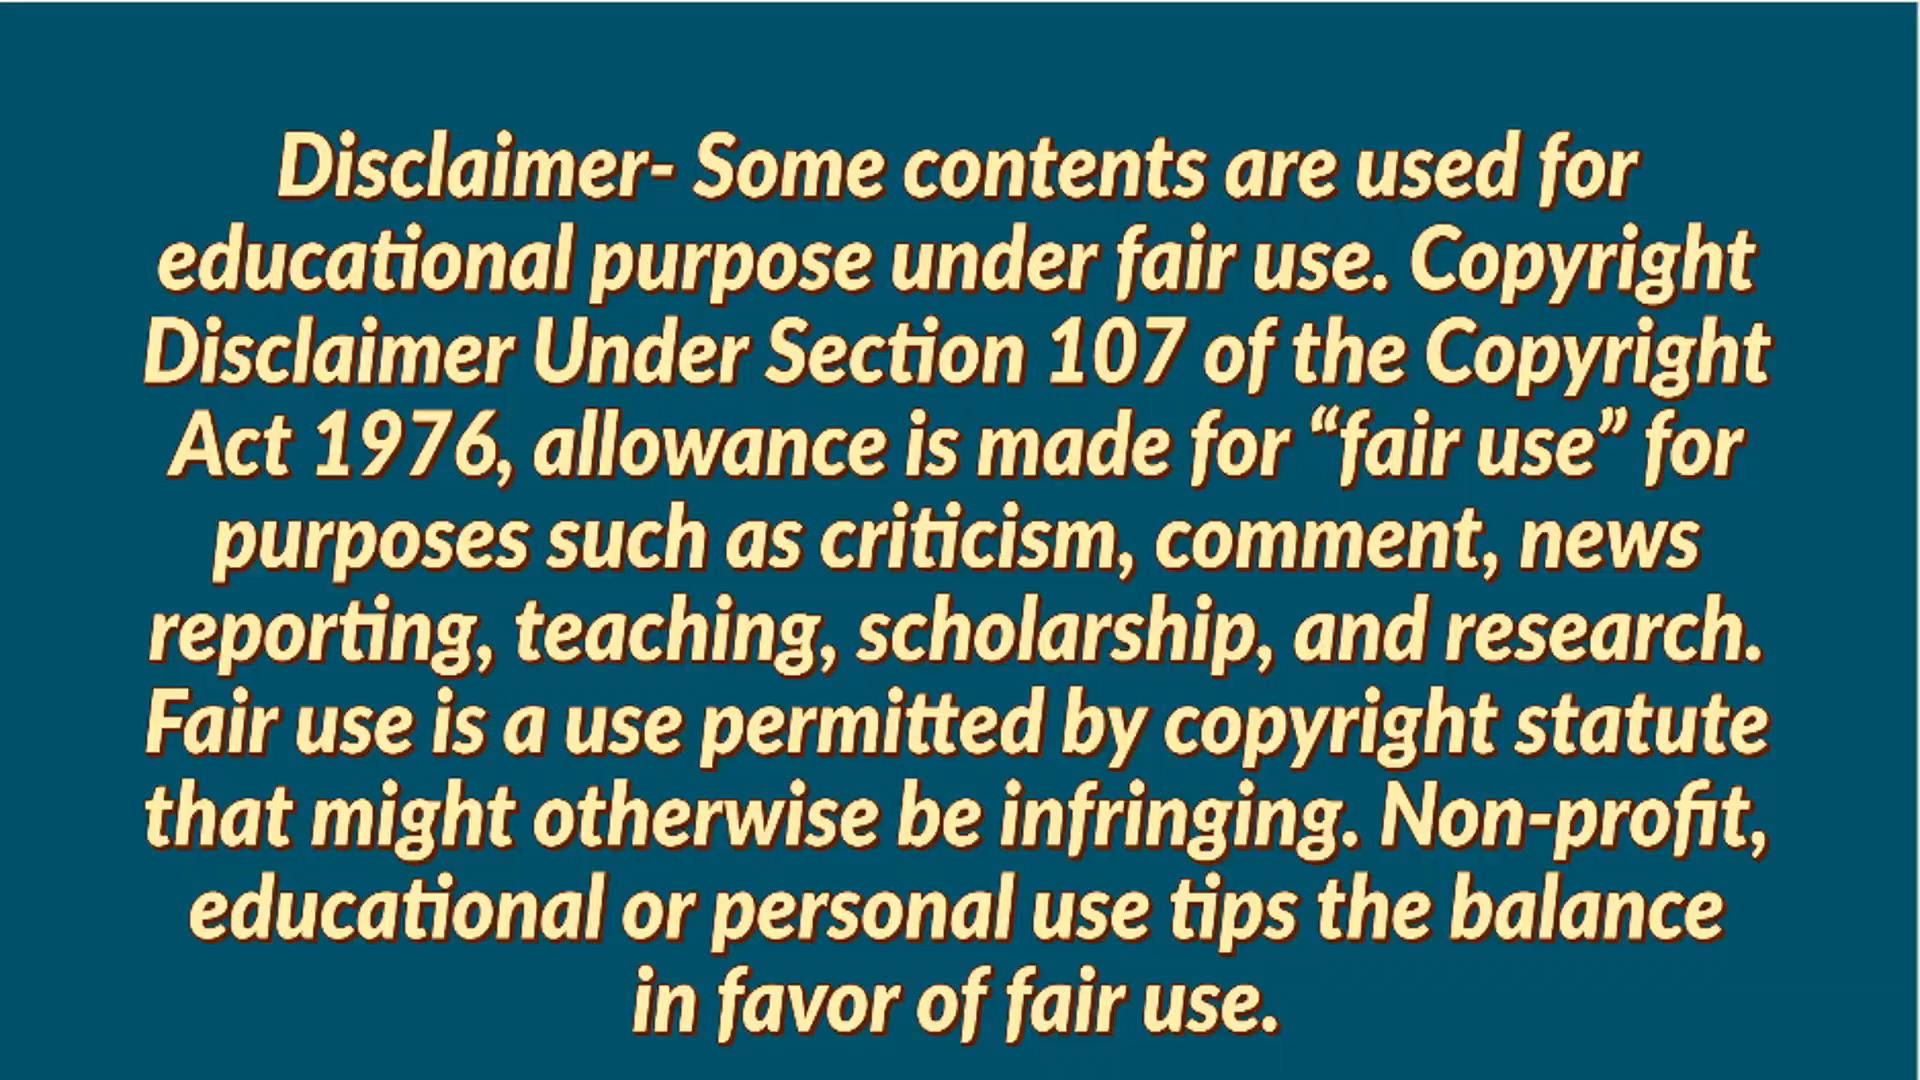 Disclaimer- Some contents are used for
educational purpose under fair use. Copyright
Disclaimer Under Section 107 of the Copyright
Act 1976, allowance is made for “fair use” for
purposes such as criticism, comment, news
reporting, teaching, scholarship, and research.
Fair use is a use permitted by copyright statute
that might otherwise be infringing. Non-profit,
educational or personal use tips the balance
in favor of fair use.